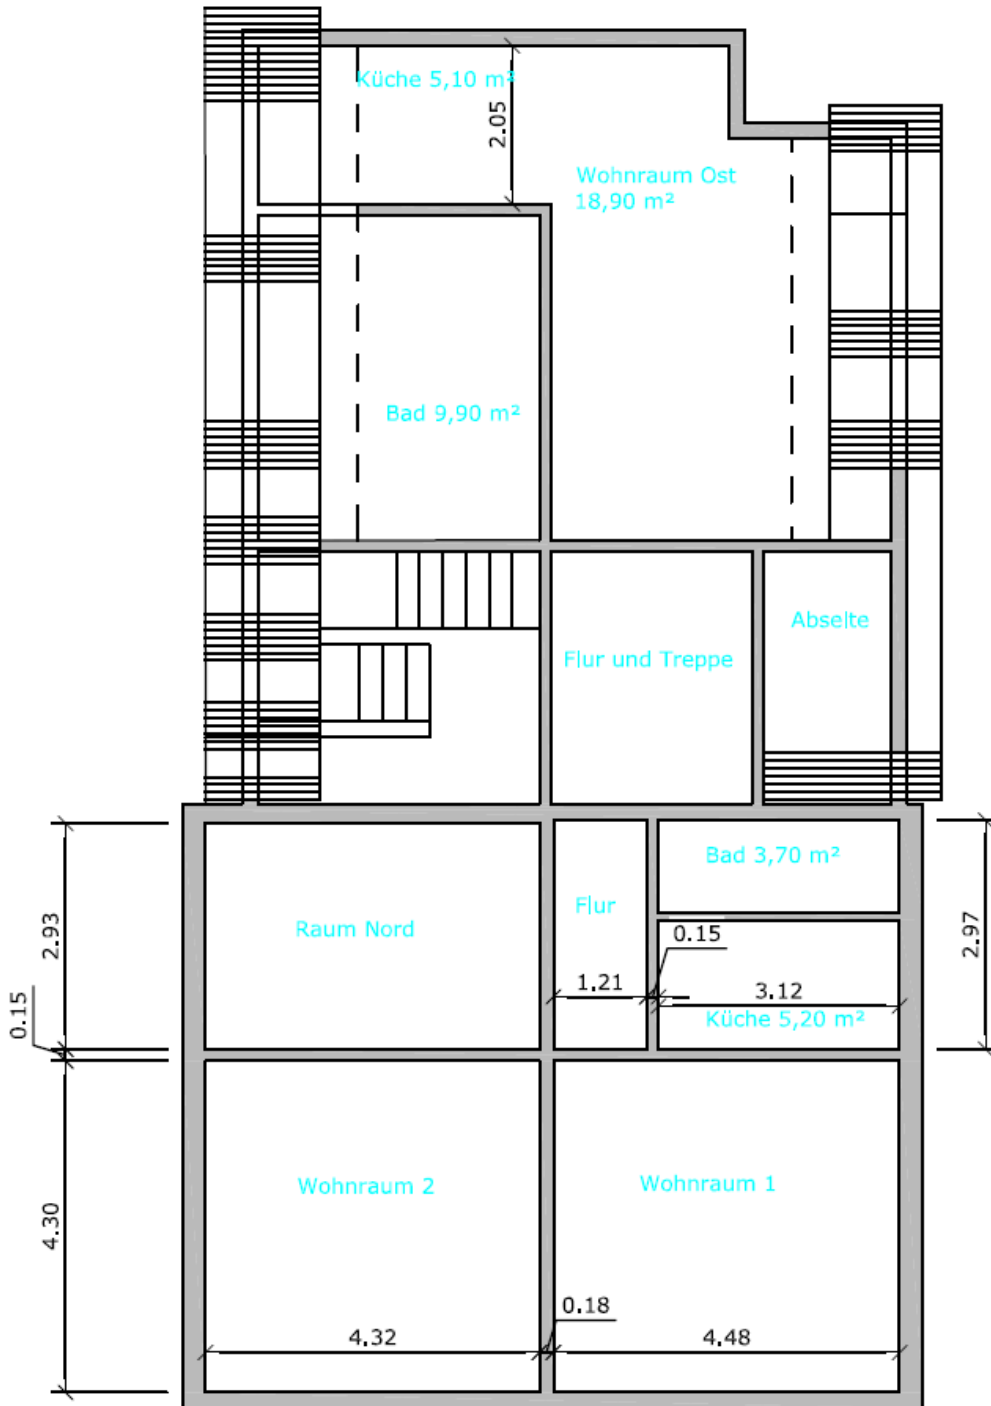 Küche 5,10 m²
2.05
Wohnraum Ost
18,90 m²
Bad 9,90 m²
Abseite
Flur und Treppe
Bad 3,70 m²
Flur
Raum Nord
2.93
0.15
2.97
1.21
3.12
0.15
Küche 5,20 m²
Wohnraum 2
Wohnraum 1
4.30
0.18
4.32
4.48